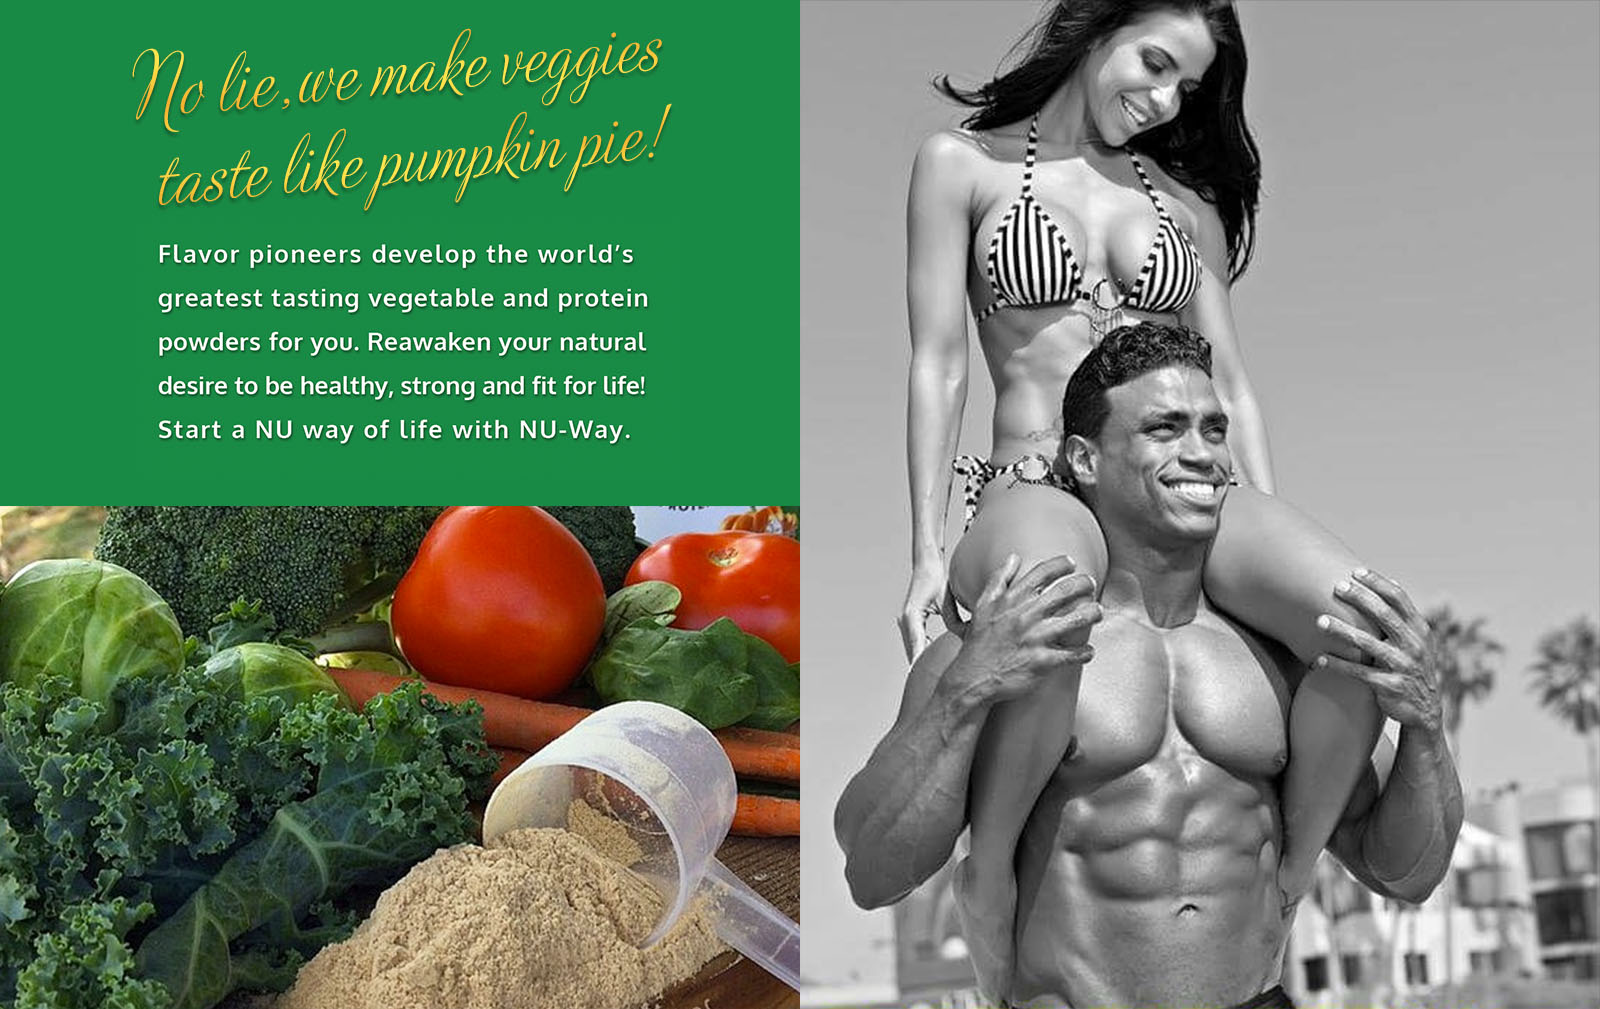 No lie, we make veggies
taste like pumpkin pie!
Flavor pioneers develop the world’s
greatest tasting vegetable and protein
powders for you. Reawaken your natural
desire to be healthy, strong and fit for life!
Start a NU way of life with NU-Way.